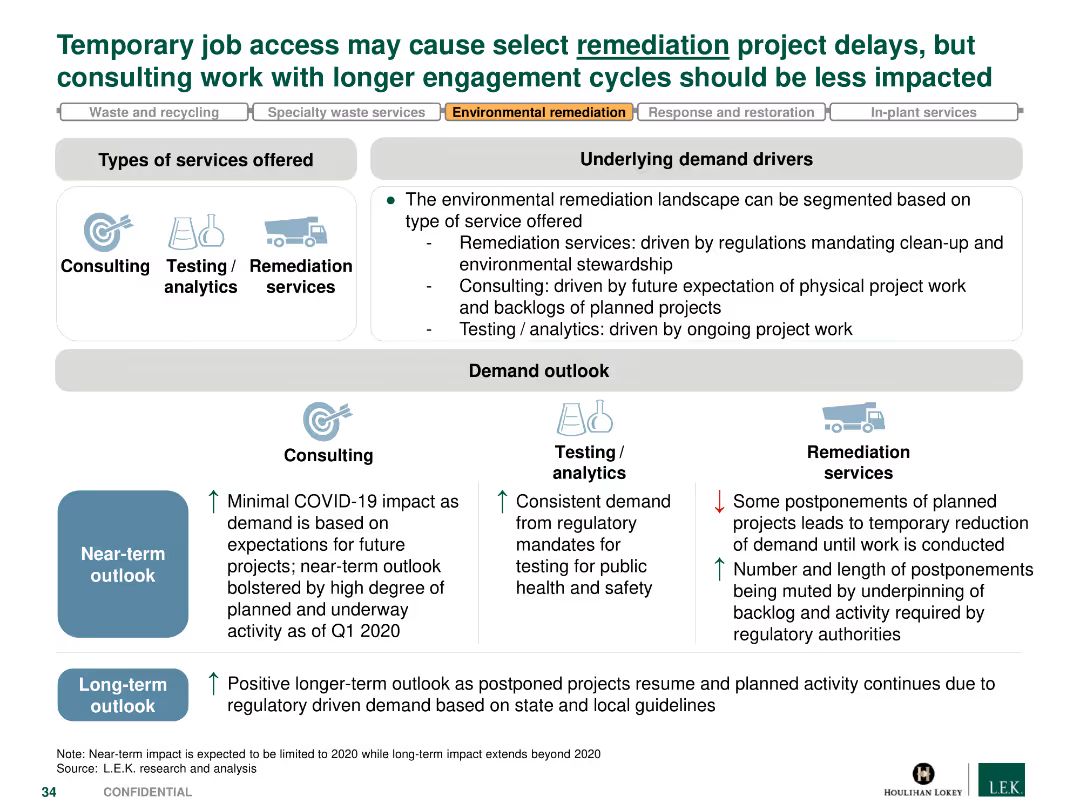 Temporary job access may cause select remediation project delays, but
consulting work with longer engagement cycles should be less impacted
Waste and recycling
Specialty waste services
Environmental remediation
Response and restoration
In-plant services
Types of services offered
Consulting
Testing /
analytics
Remediation
services
Underlying demand drivers
● The environmental remediation landscape can be segmented based on
type of service offered
- Remediation services: driven by regulations mandating clean-up and
environmental stewardship
- Consulting: driven by future expectation of physical project work
and backlogs of planned projects
- Testing / analytics: driven by ongoing project work
Demand outlook
Consulting
Testing /
analytics
Remediation
services
Near-term
outlook
↑ Minimal COVID-19 impact as
demand is based on
expectations for future
projects; near-term outlook
bolstered by high degree of
planned and underway
activity as of Q1 2020
↑ Consistent demand
from regulatory
mandates for
testing for public
health and safety
↓ Some postponements of planned
projects leads to temporary reduction
of demand until work is conducted
↑ Number and length of postponements
being muted by underpinning of
backlog and activity required by
regulatory authorities
Long-term
outlook
↑ Positive longer-term outlook as postponed projects resume and planned activity continues due to
regulatory driven demand based on state and local guidelines
Note: Near-term impact is expected to be limited to 2020 while long-term impact extends beyond 2020
Source: L.E.K. research and analysis
34
CONFIDENTIAL
H
HOULIHAN LOKEY
L.E.K.